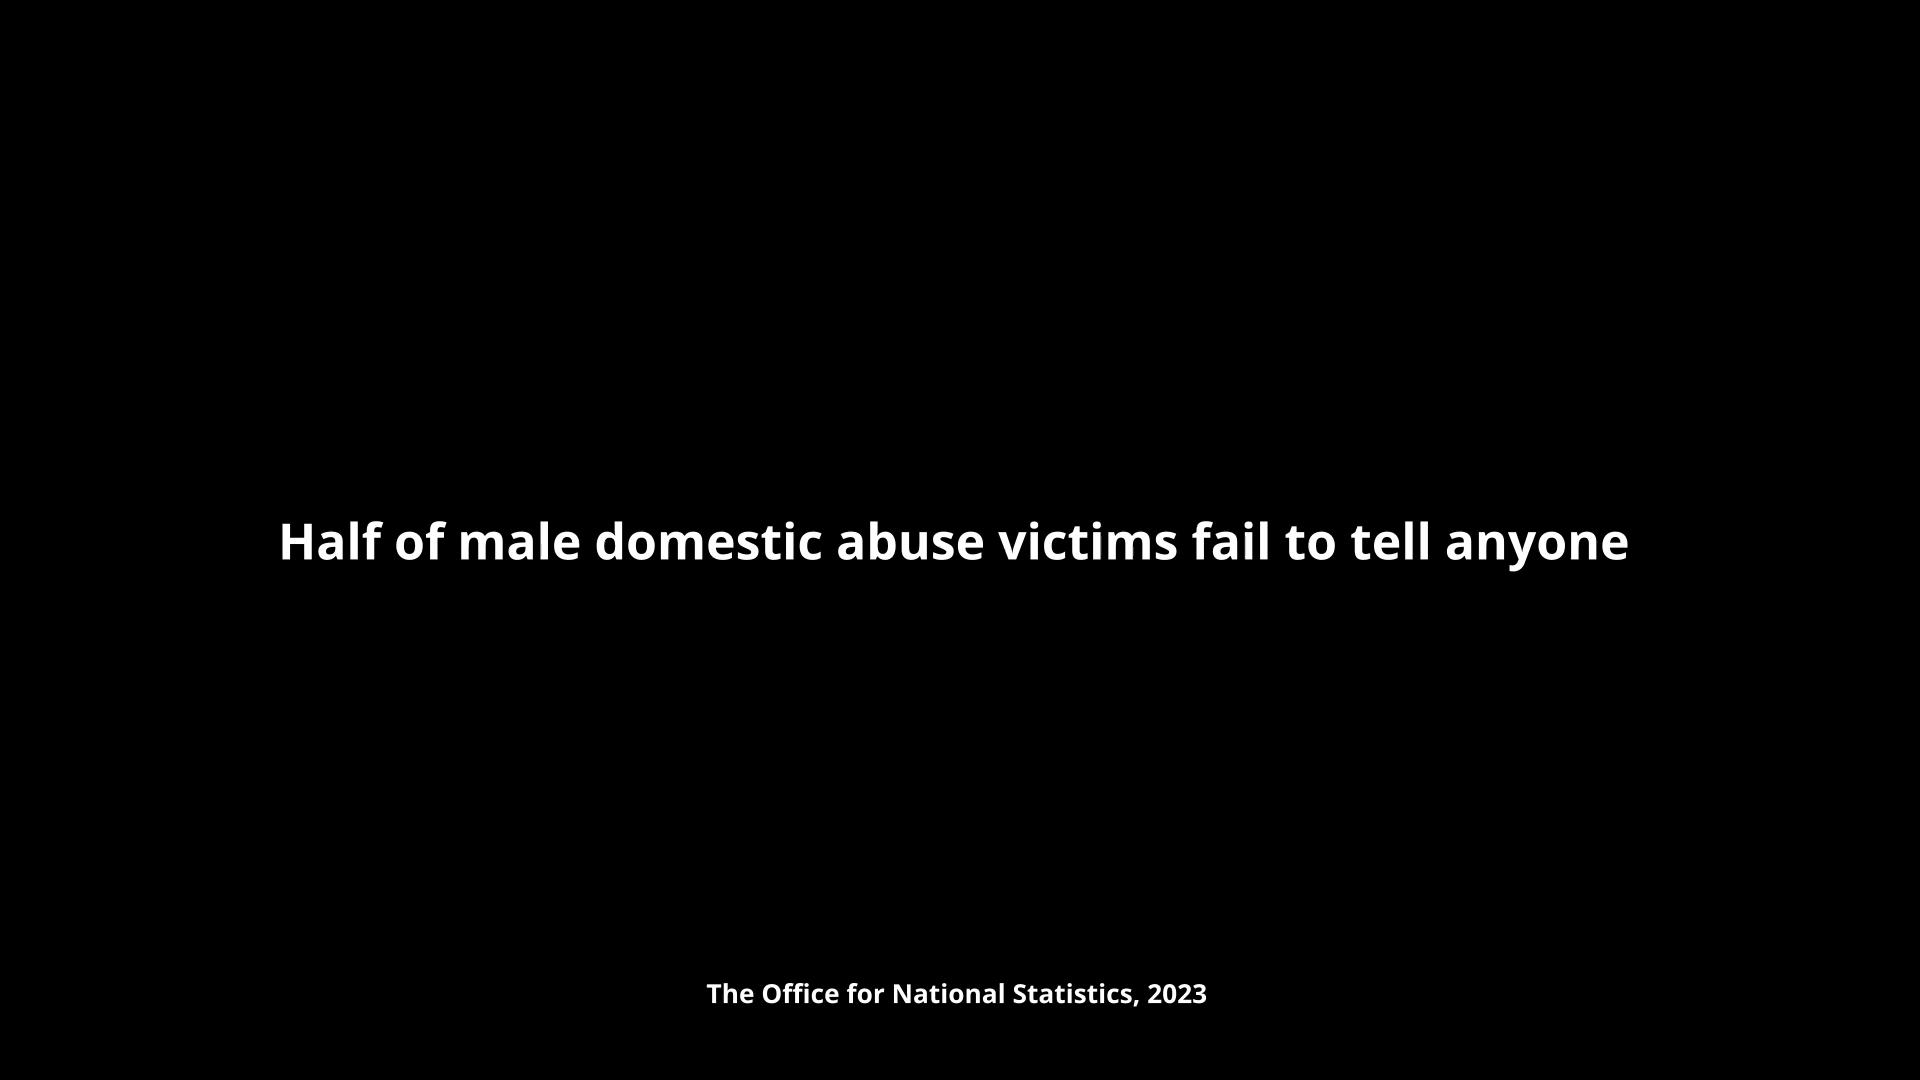 Half of male domestic abuse victims fail to tell anyone
The Office for National Statistics, 2023